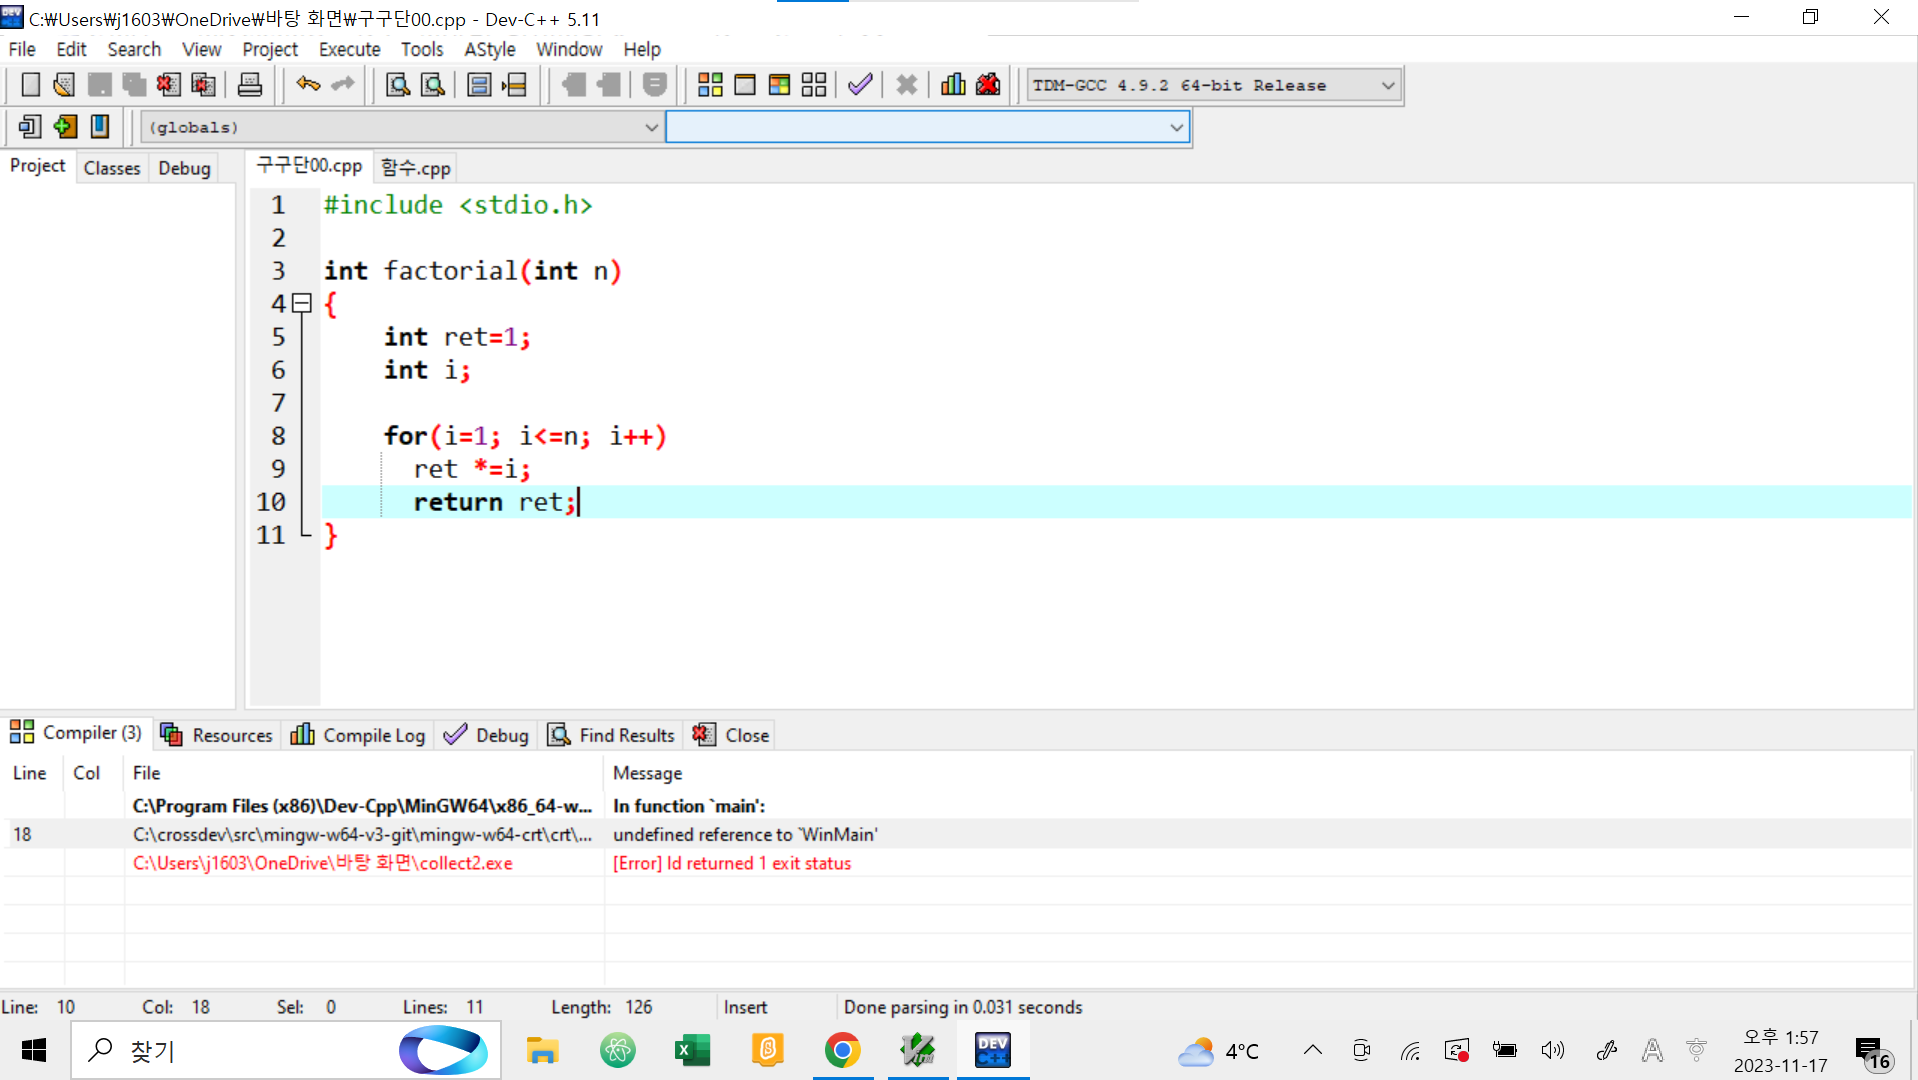 C:₩Users₩j1603₩OneDrive₩바탕 화면₩구구단00.cpp - Dev-C++ 5.11
File Edit Search View Project Execute Tools AStyle Window Help
TDM-GCC 4.9.2 64-bit Release
(globals)
Project Classes Debug 구구단00.cpp 함수.cpp
1 #include <stdio.h>
2
3 int factorial(int n)
4 {
5 int ret=1;
6 int i;
7
8 for(i=1; i<=n; i++)
9 ret *=i;
10 return ret;
11 }
Compiler (3) Resources Compile Log Debug Find Results Close
Line Col File Message
C:\Program Files (x86)\Dev-Cpp\MinGW64\x86_64-w... In function `main':
18 C:\crossdev\src\mingw-w64-v3-git\mingw-w64-crt\crt\... undefined reference to `WinMain'
C:\Users\j1603\OneDrive\바탕 화면\collect2.exe [Error] ld returned 1 exit status
Line: 10 Col: 18 Sel: 0 Lines: 11 Length: 126 Insert Done parsing in 0.031 seconds
찾기 DEV C++ 4°C A 오후 1:57
2023-11-17 16